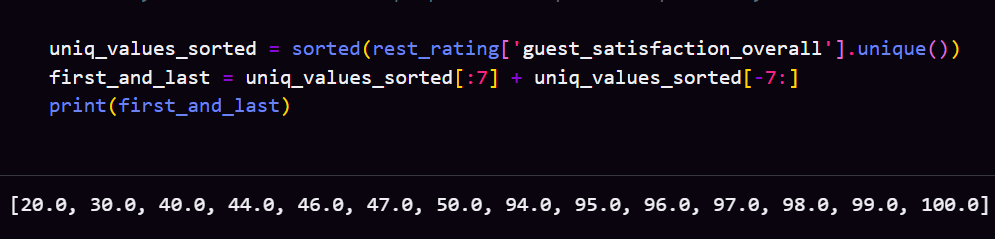 uniq_values_sorted = sorted(rest_rating['guest_satisfaction_overall'].unique())
first_and_last = uniq_values_sorted[:7] + uniq_values_sorted[-7:]
print(first_and_last)
[20.0, 30.0, 40.0, 44.0, 46.0, 47.0, 50.0, 94.0, 95.0, 96.0, 97.0, 98.0, 99.0, 100.0]